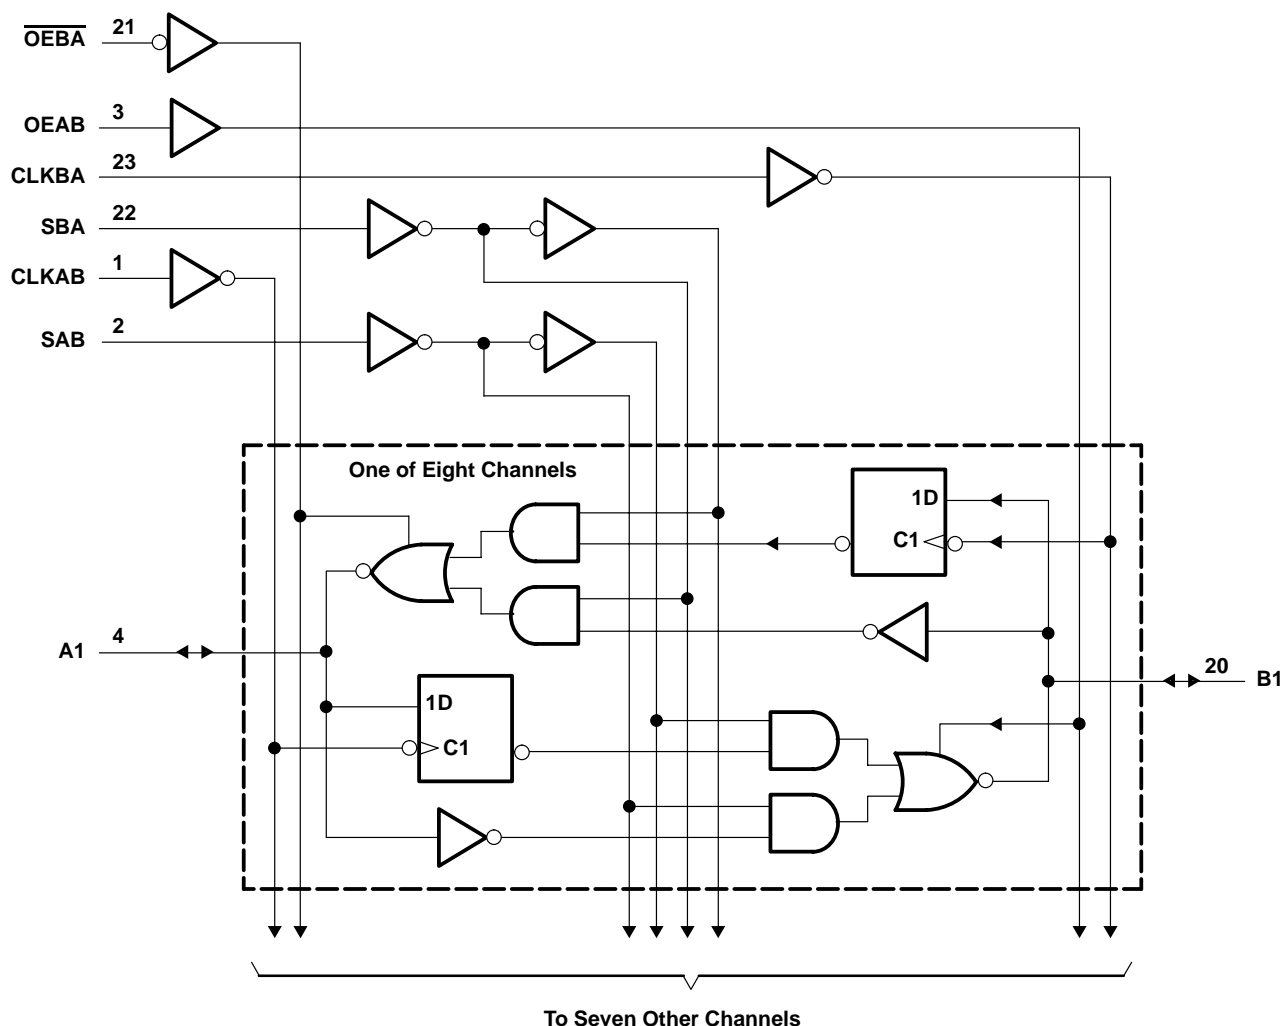 O̅E̅B̅A̅ 21
OEAB 3
CLKBA 23
SBA 22
CLKAB 1
SAB 2
One of Eight Channels
1D
C1
A1 4
1D
C1
20 B1
To Seven Other Channels